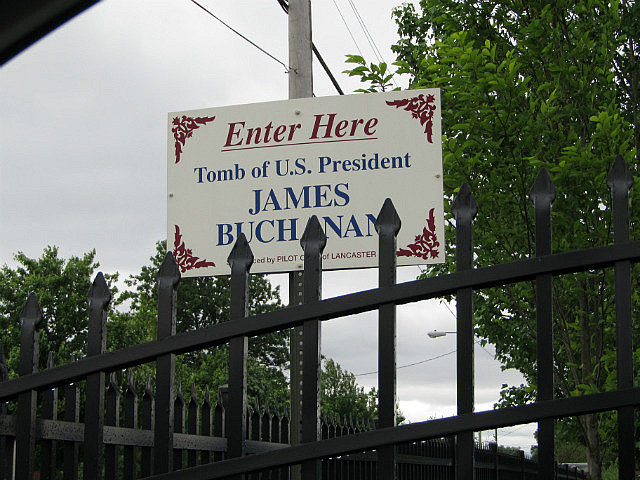 Enter Here
Tomb of U.S. President
JAMES
BUCHANAN
by PILOT of LANCASTER